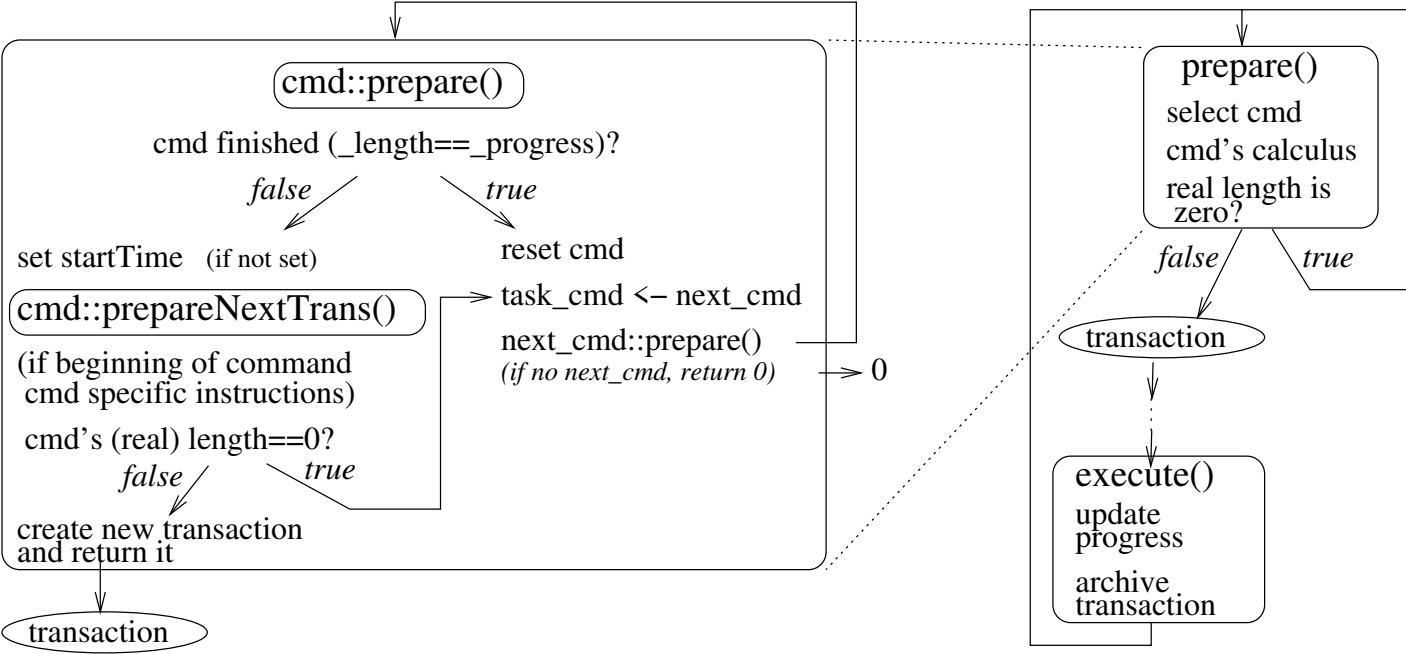 cmd::prepare()
cmd finished (_length==_progress)?
false
true
set startTime (if not set)
cmd::prepareNextTrans()
(if beginning of command
cmd specific instructions)
cmd's (real) length==0?
false
true
create new transaction
and return it
transaction
reset cmd
task_cmd <− next_cmd
next_cmd::prepare()
(if no next_cmd, return 0)
0
prepare()
select cmd
cmd's calculus
real length is
zero?
false
true
transaction
execute()
update
progress
archive
transaction